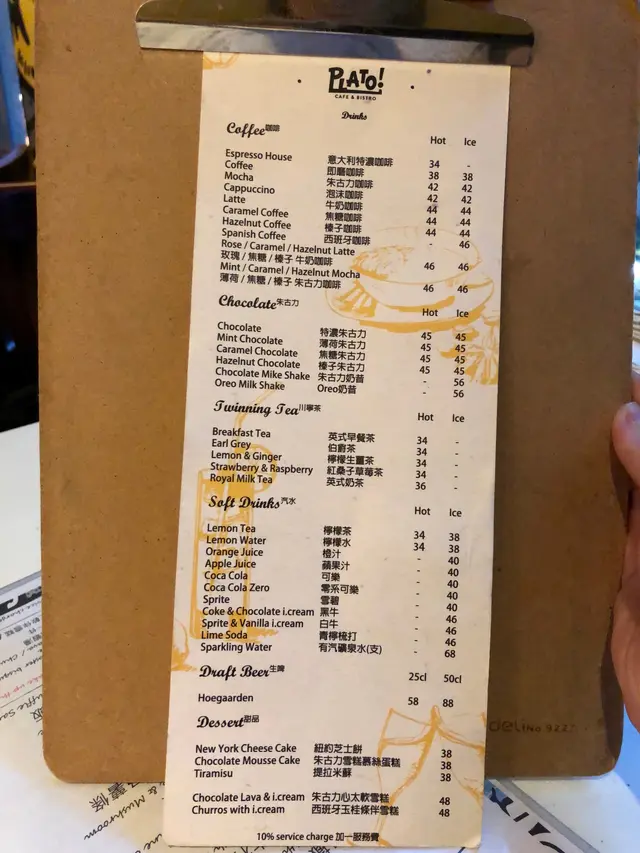 PLATO!
CAFE & BISTRO
Drinks
Coffee咖啡 Hot Ice
Espresso House 意大利特濃咖啡 34 -
Coffee 即磨咖啡 38 38
Mocha 朱古力咖啡 42 42
Cappuccino 泡沫咖啡 42 42
Latte 牛奶咖啡 44 44
Caramel Coffee 焦糖咖啡 44 44
Hazelnut Coffee 榛子咖啡 44 44
Spanish Coffee 西班牙咖啡 - 46
Rose / Caramel / Hazelnut Latte
玫瑰 / 焦糖 / 榛子 牛奶咖啡 46 46
Mint / Caramel / Hazelnut Mocha
薄荷 / 焦糖 / 榛子 朱古力咖啡 46 46
Chocolate朱古力 Hot Ice
Chocolate 特濃朱古力 45 45
Mint Chocolate 薄荷朱古力 45 45
Caramel Chocolate 焦糖朱古力 45 45
Hazelnut Chocolate 榛子朱古力 45 45
Chocolate Mike Shake 朱古力奶昔 - 56
Oreo Milk Shake Oreo奶昔 - 56
Twinning Tea川寧茶 Hot Ice
Breakfast Tea 英式早餐茶 34 -
Earl Grey 伯爵茶 34 -
Lemon & Ginger 檸檬生薑茶 34 -
Strawberry & Raspberry 紅桑子草莓茶 34 -
Royal Milk Tea 英式奶茶 36 -
Soft Drinks汽水 Hot Ice
Lemon Tea 檸檬茶 34 38
Lemon Water 檸檬水 34 38
Orange Juice 橙汁 - 40
Apple Juice 蘋果汁 - 40
Coca Cola 可樂 - 40
Coca Cola Zero 零系可樂 - 40
Sprite 雪碧 - 40
Coke & Chocolate i.cream 黑牛 - 46
Sprite & Vanilla i.cream 白牛 - 46
Lime Soda 青檸梳打 - 46
Sparkling Water 有汽礦泉水(支) - 68
Draft Beer生啤 25cl 50cl
Hoegaarden 58 88
Dessert甜品
New York Cheese Cake 紐約芝士餅 38
Chocolate Mousse Cake 朱古力雪糕慕絲蛋糕 38
Tiramisu 提拉米蘇 38
Chocolate Lava & i.cream 朱古力心太軟雪糕 48
Churros with i.cream 西班牙玉桂條伴雪糕 48
10% service charge 加一服務費
& Mushroom